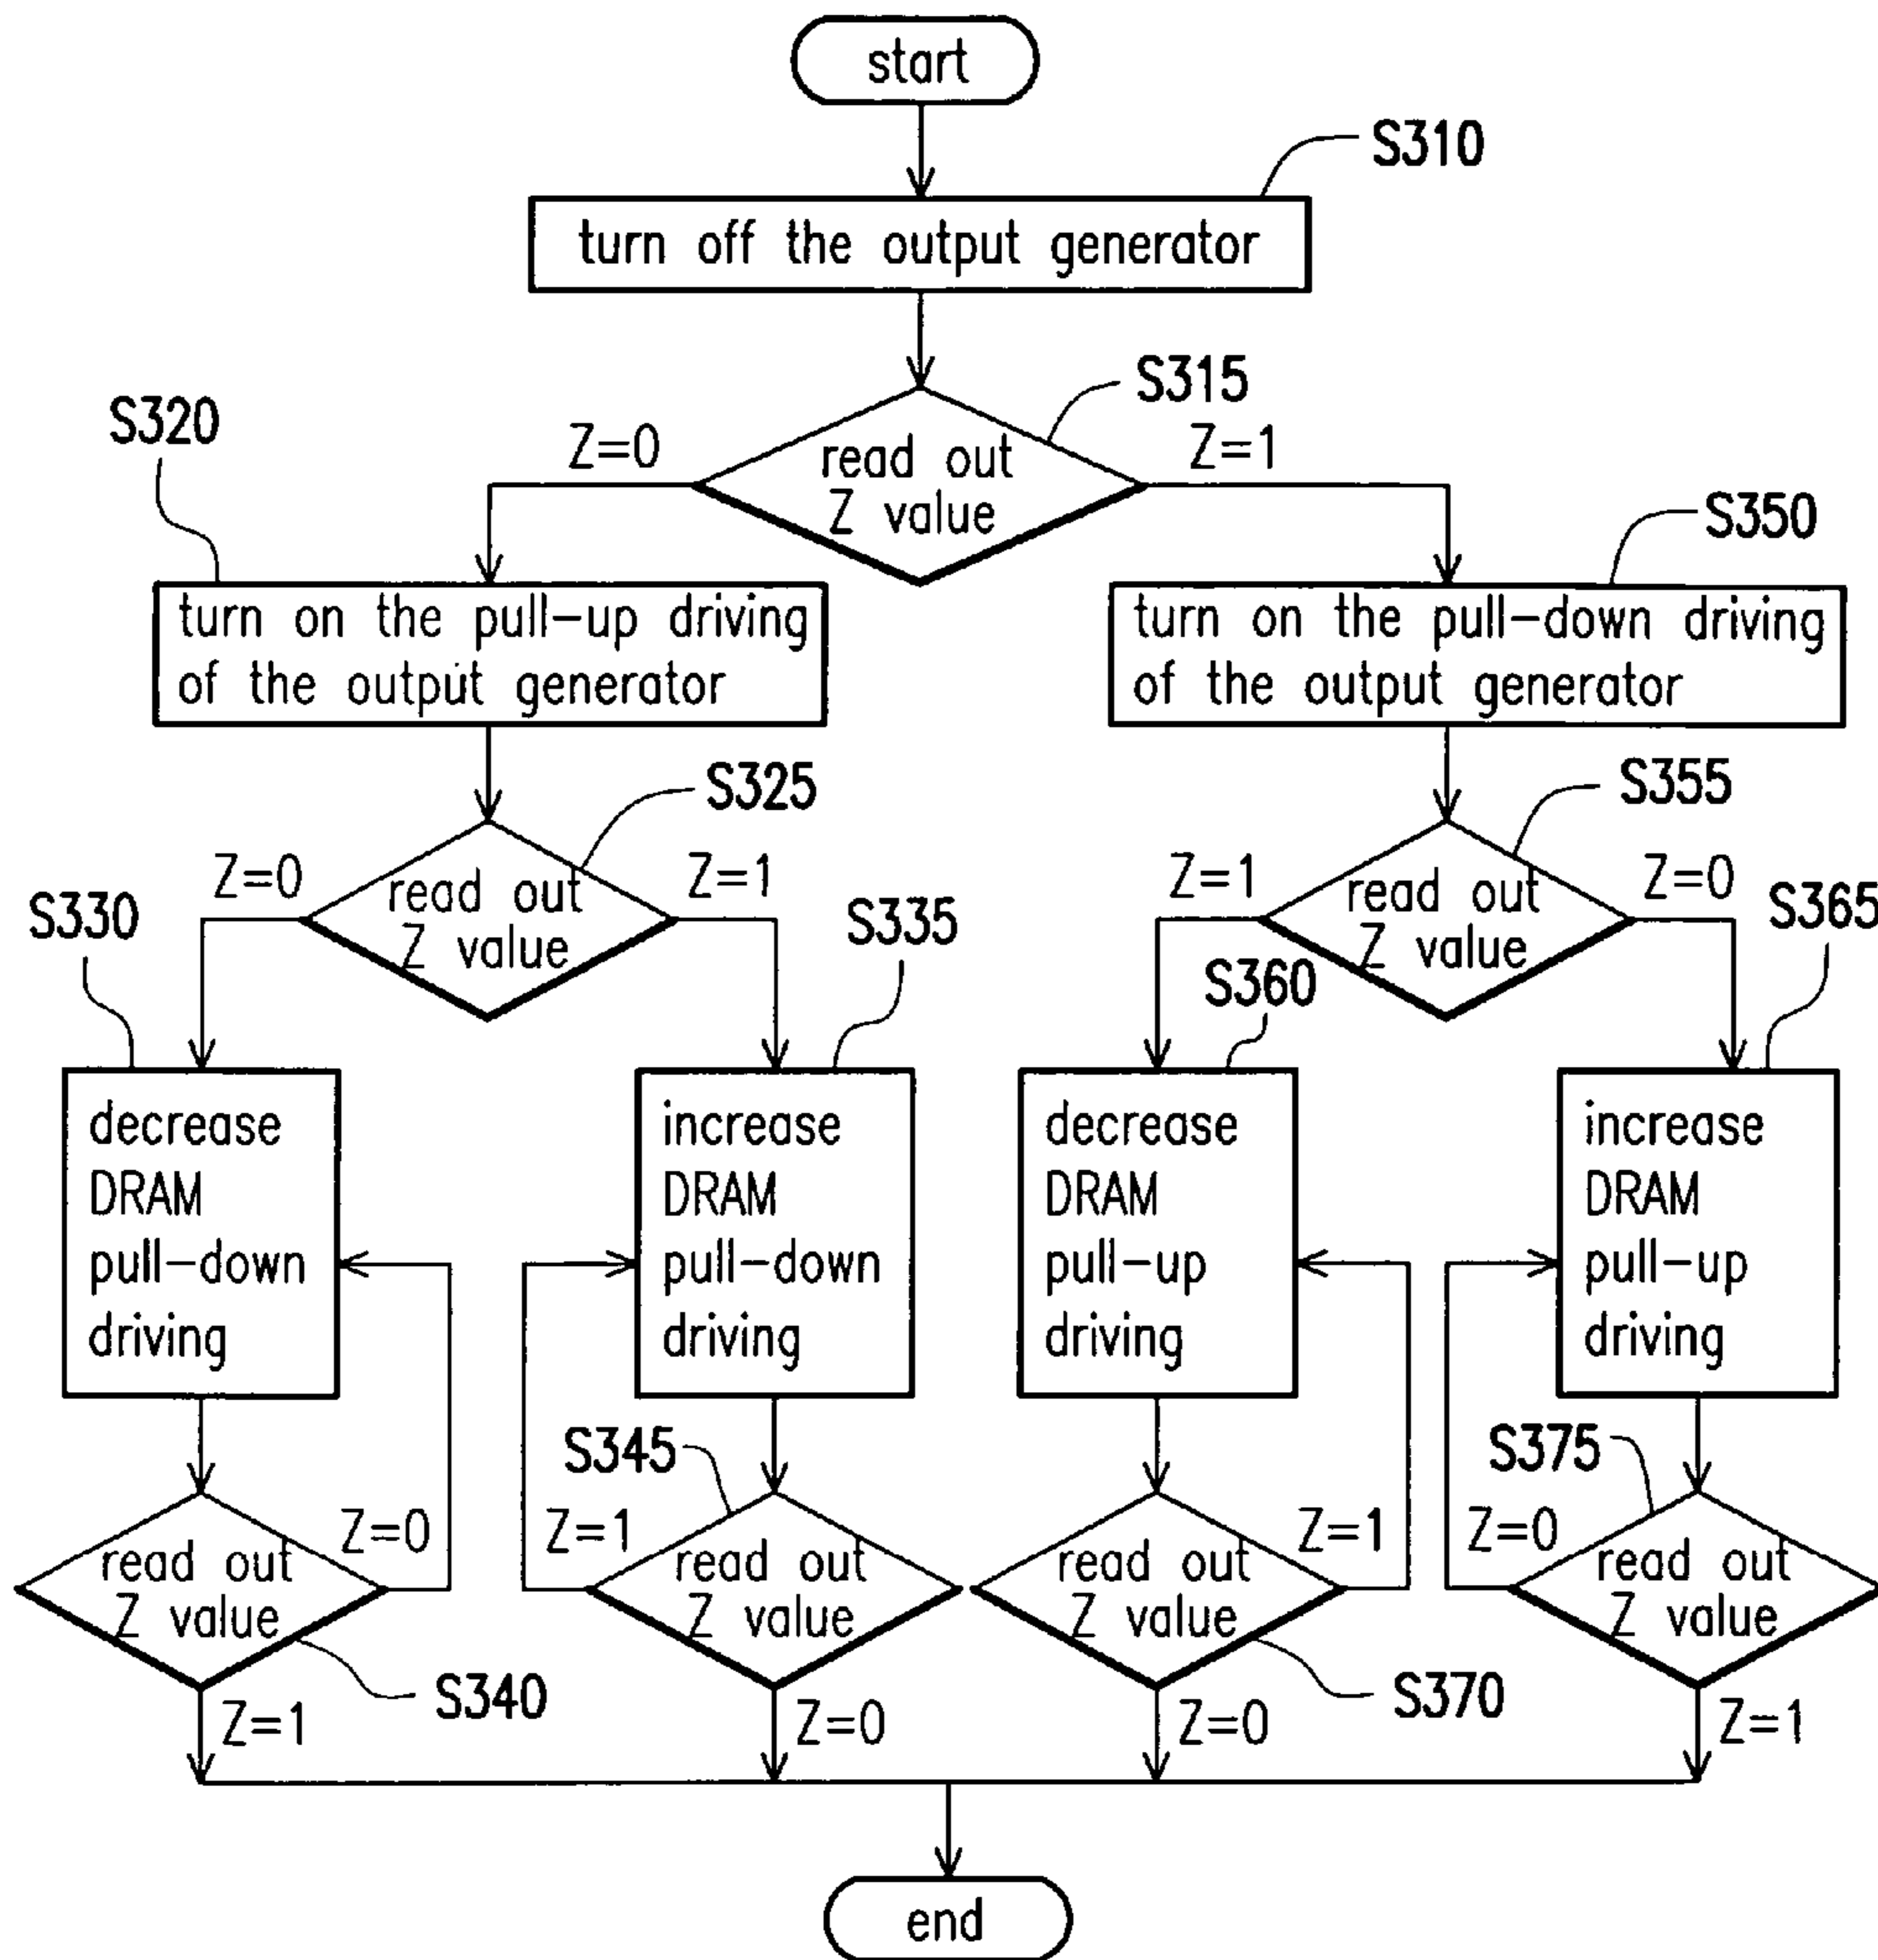 start
S310
turn off the output generator
S315
S320
Z=0
Z=1
read out
Z value
S350
turn on the pull-up driving
of the output generator
turn on the pull-down driving
of the output generator
S325
S355
Z=0
Z=1
read out
Z value
Z=1
Z=0
read out
Z value
S330
S335
S360
S365
decrease
DRAM
pull-down
driving
increase
DRAM
pull-down
driving
decrease
DRAM
pull-up
driving
increase
DRAM
pull-up
driving
S345
S375
Z=0
read out
Z value
Z=1
read out
Z value
Z=1
read out
Z value
Z=0
read out
Z value
S340
S370
Z=1
Z=0
Z=0
Z=1
end